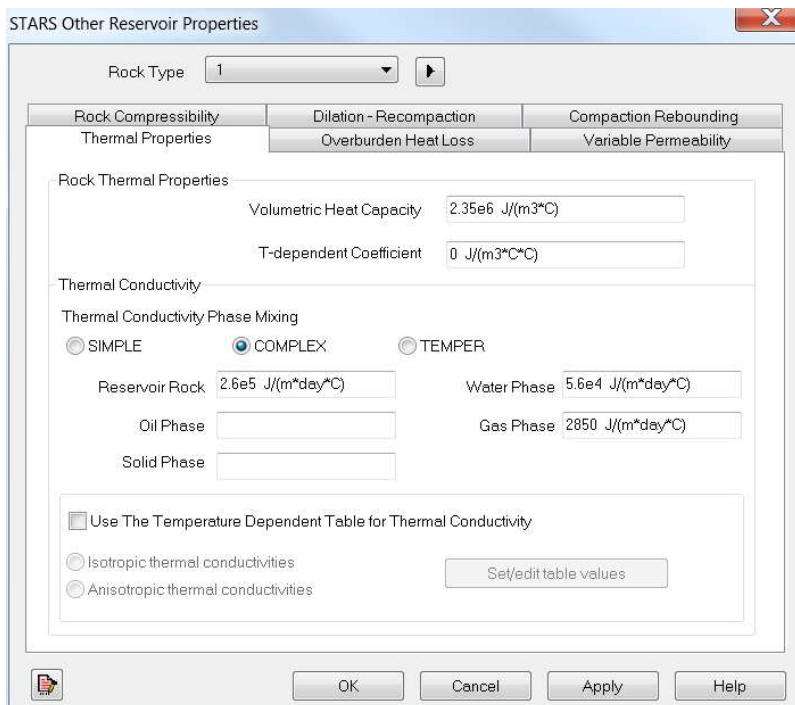 STARS Other Reservoir Properties
X
Rock Type 1
Rock Compressibility Dilation - Recompaction Compaction Rebounding
Thermal Properties Overburden Heat Loss Variable Permeability
Rock Thermal Properties
Volumetric Heat Capacity 2.35e6 J/(m3*C)
T-dependent Coefficient 0 J/(m3*C*C)
Thermal Conductivity
Thermal Conductivity Phase Mixing
SIMPLE COMPLEX TEMPER
Reservoir Rock 2.6e5 J/(m*day*C) Water Phase 5.6e4 J/(m*day*C)
Oil Phase Gas Phase 2850 J/(m*day*C)
Solid Phase
Use The Temperature Dependent Table for Thermal Conductivity
Isotropic thermal conductivities
Set/edit table values
Anisotropic thermal conductivities
OK Cancel Apply Help